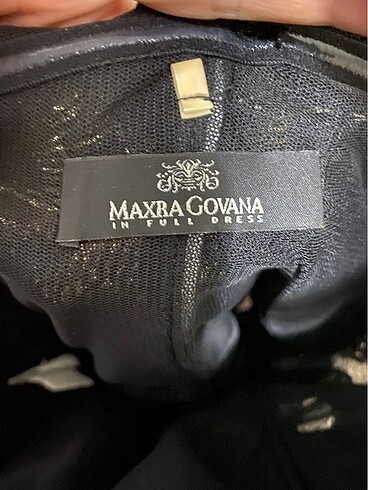 MAXRA GOVANA
IN FULL DRESS